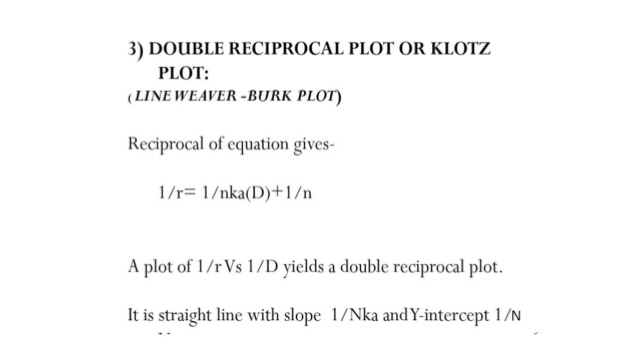 3) DOUBLE RECIPROCAL PLOT OR KLOTZ
PLOT:
(LINE WEAVER -BURK PLOT)
Reciprocal of equation gives-
1/r= 1/nka(D)+1/n
A plot of 1/r Vs 1/D yields a double reciprocal plot.
It is straight line with slope 1/Nka and Y-intercept 1/N